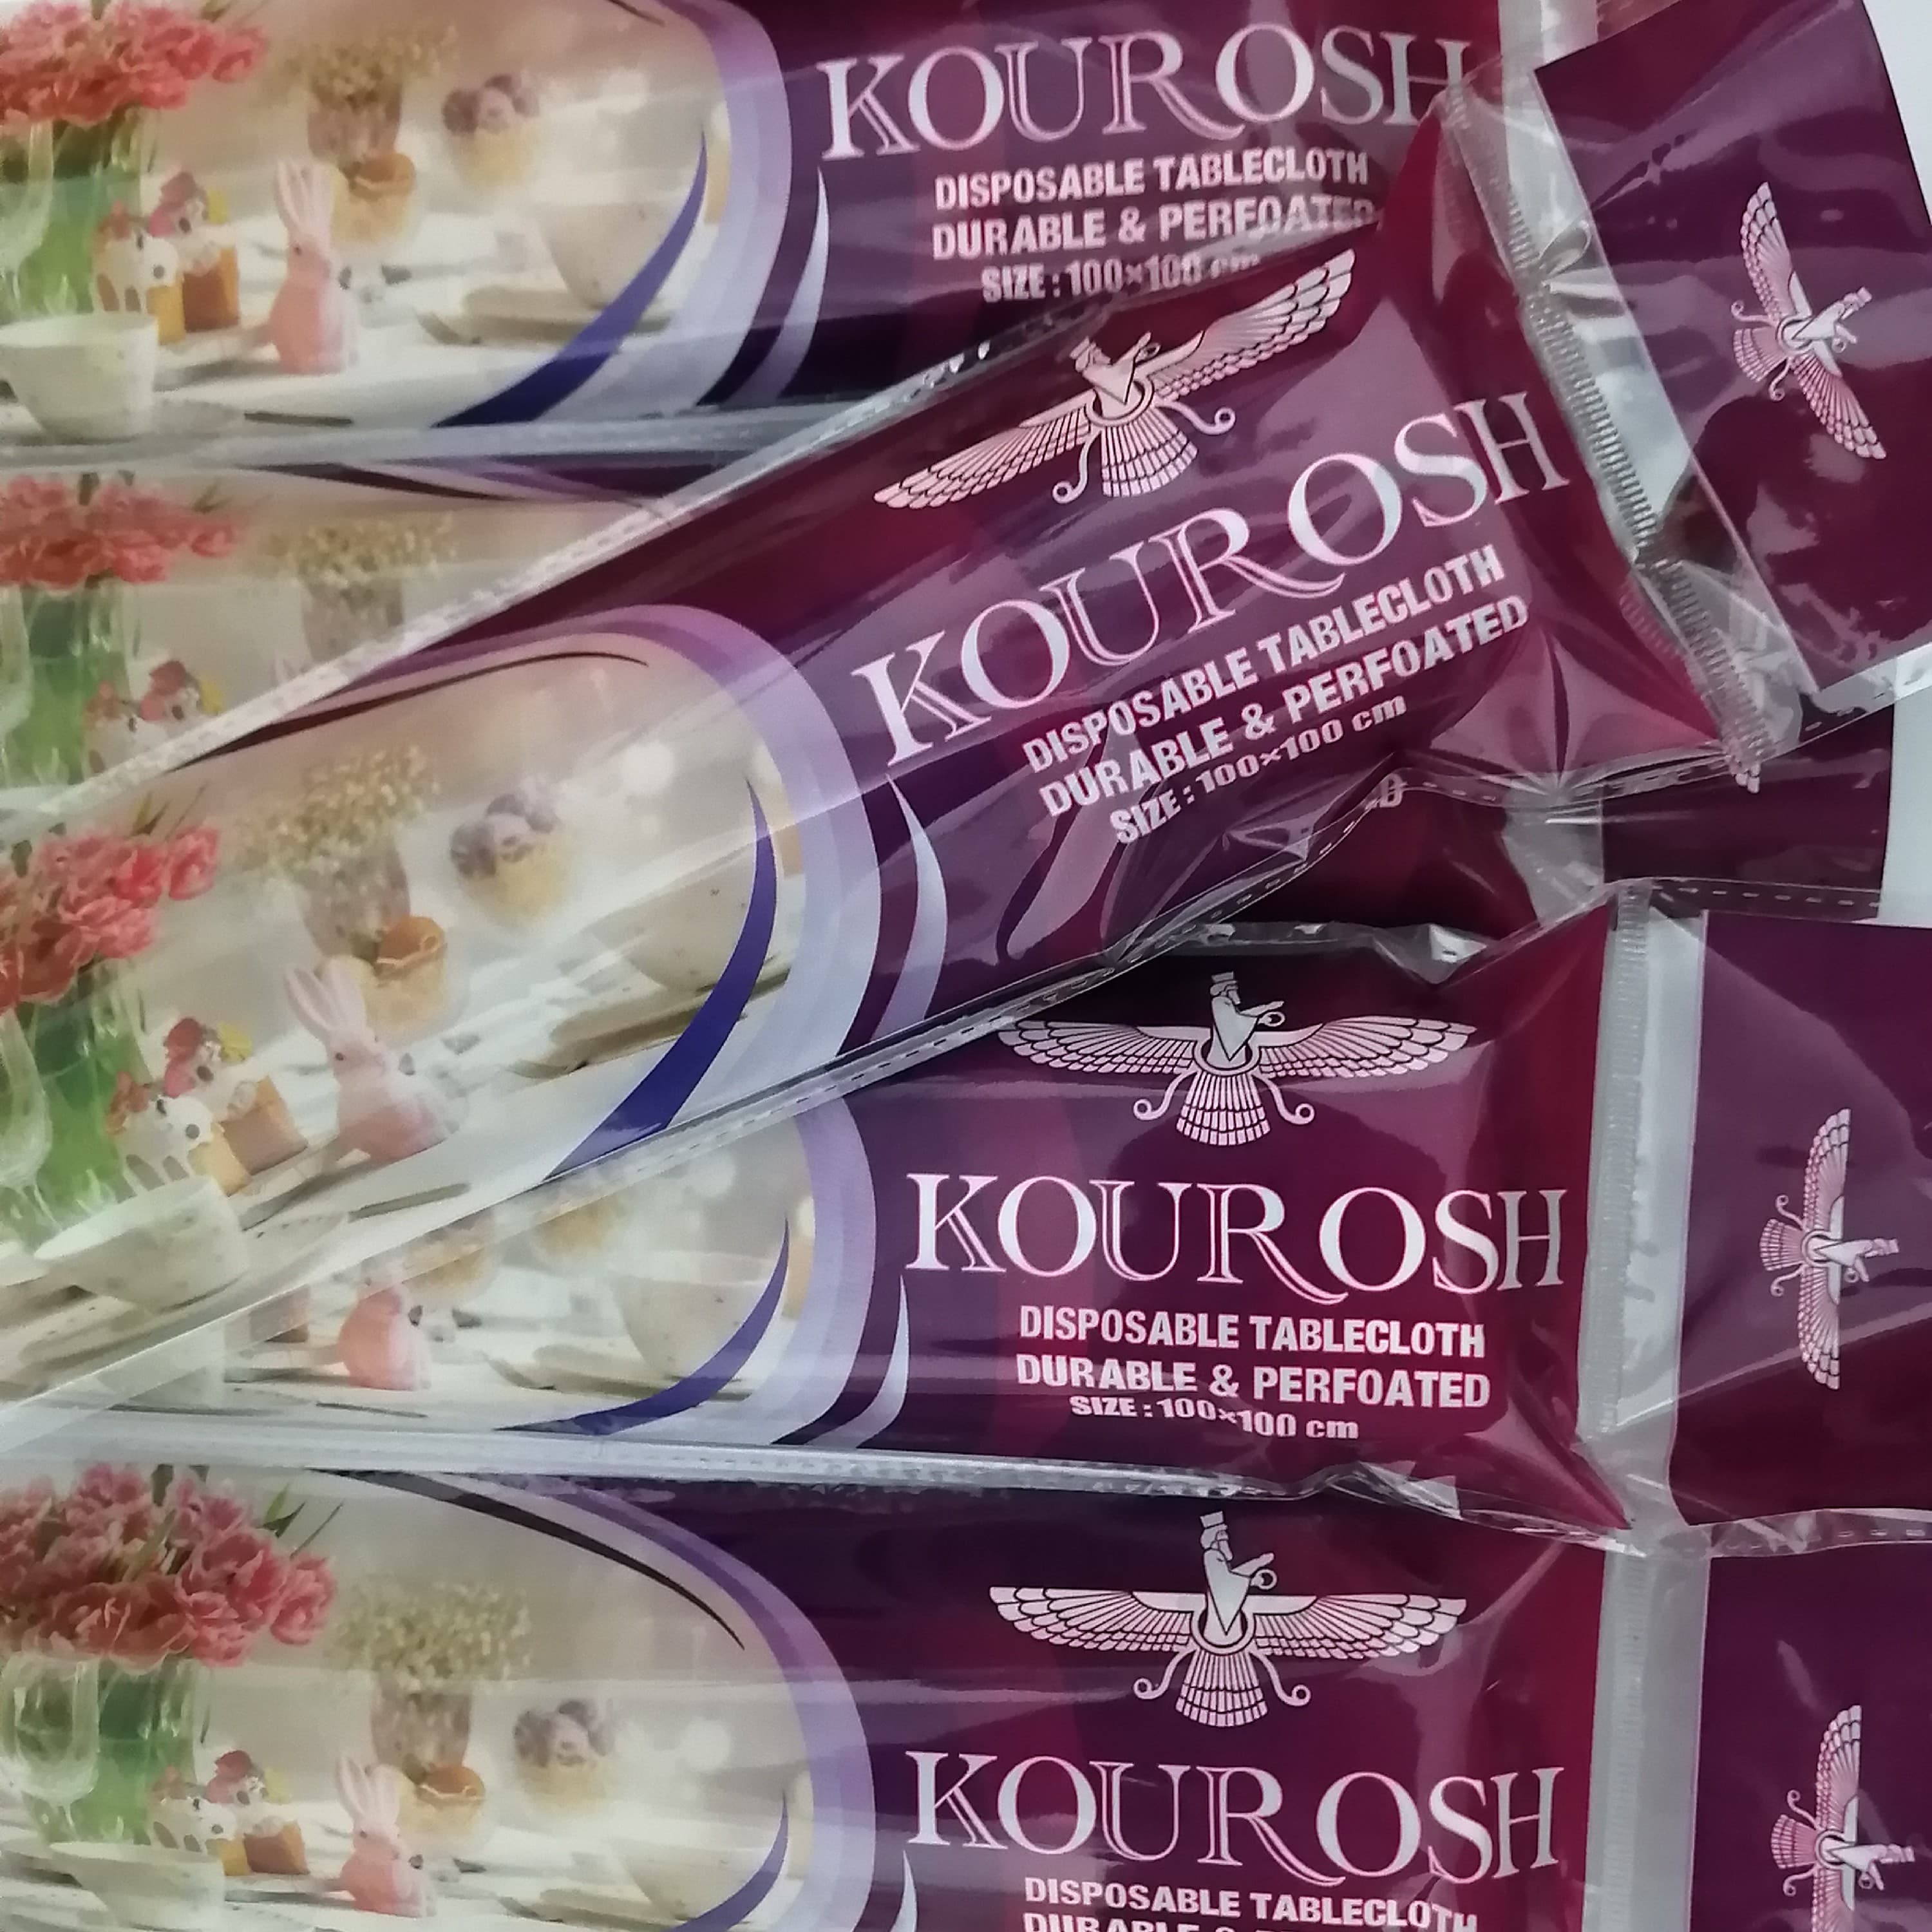 KOUROSH
DISPOSABLE TABLECLOTH
DURABLE & PERFOATED
SIZE : 100×100 cm
KOUROSH
DISPOSABLE TABLECLOTH
DURABLE & PERFOATED
SIZE : 100×100 cm
D
KOUROSH
DISPOSABLE TABLECLOTH
DURABLE & PERFOATED
SIZE : 100×100 cm
KOUROSH
DISPOSABLE TABLECLOTH
DURABLE &